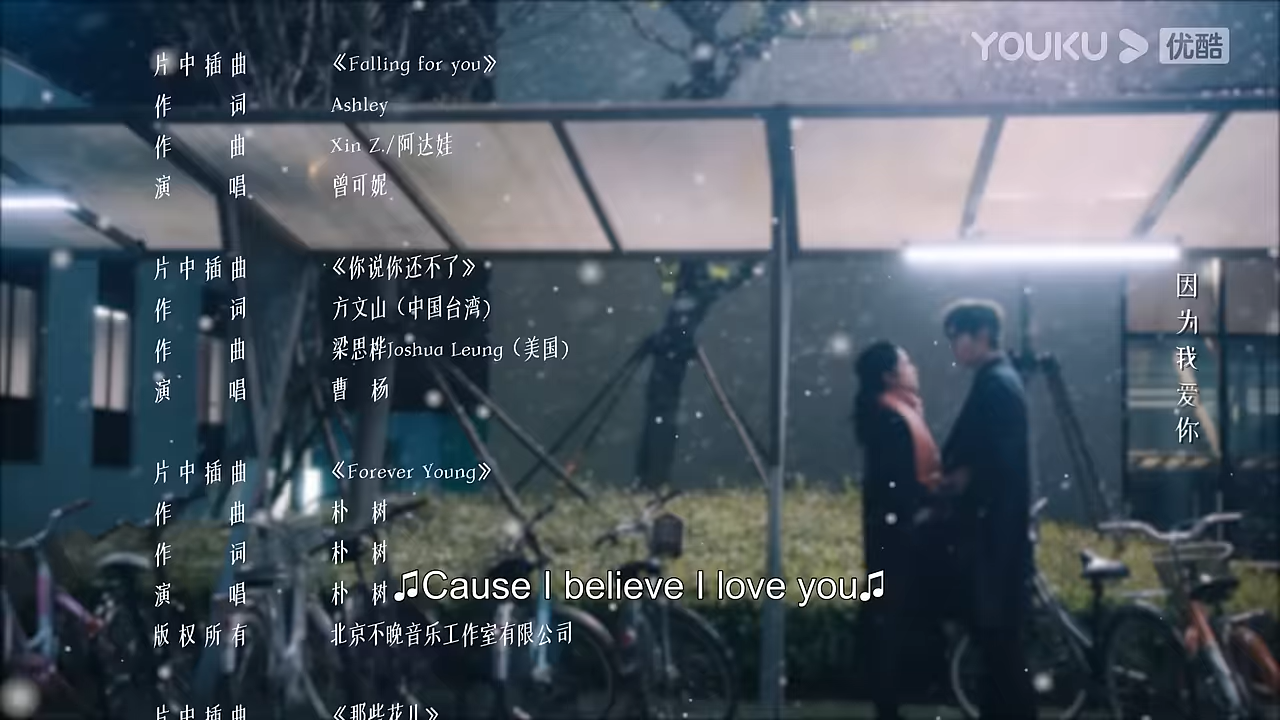 YOUKU 优酷
片中插曲 《Falling for you》
作词 Ashley
作曲 Xin Z./阿达娃
演唱 曾可妮
片中插曲 《你说你还不了》
作词 方文山（中国台湾）
作曲 梁思桦Joshua Leung（美国）
演唱 曹杨
因为我爱你
片中插曲 《Forever Young》
作曲 朴树
作词 朴树
演唱 朴树
♫Cause I believe I love you♫
版权所有 北京不晚音乐工作室有限公司
片中插曲 《那些花儿》